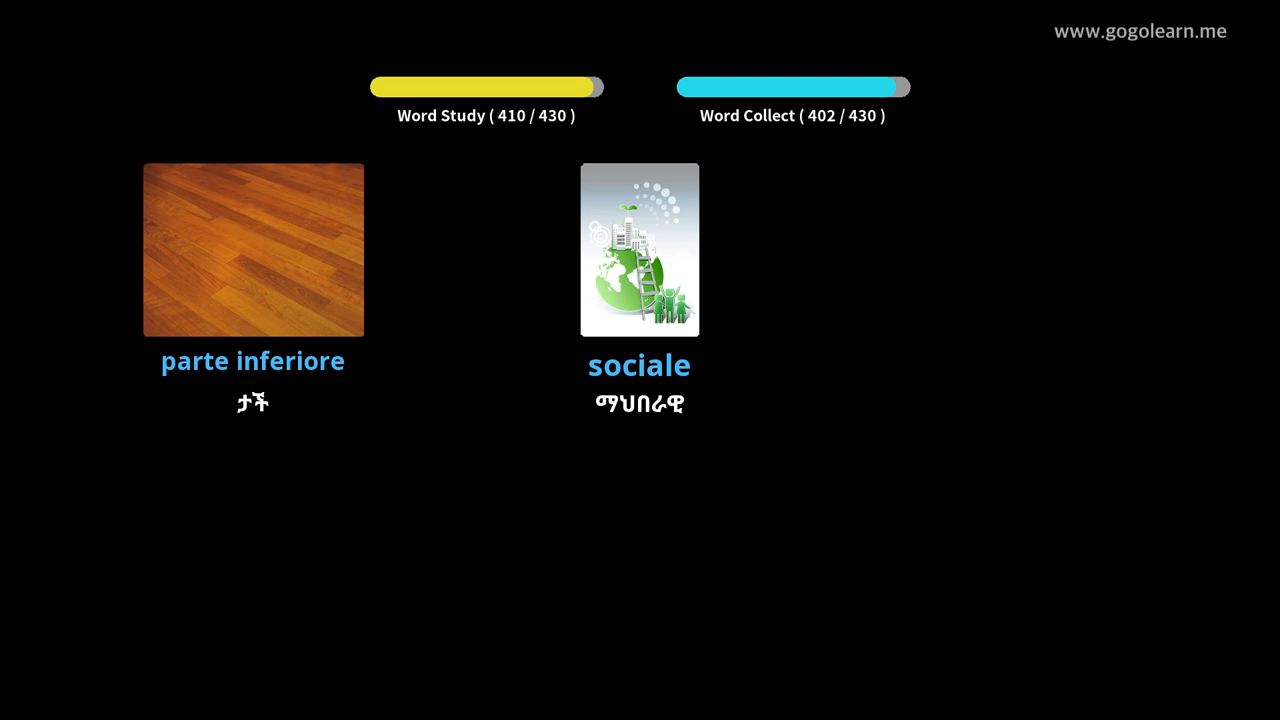 www.gogolearn.me
Word Study ( 410 / 430 )
Word Collect ( 402 / 430 )
parte inferiore
ታች
sociale
ማህበራዊ